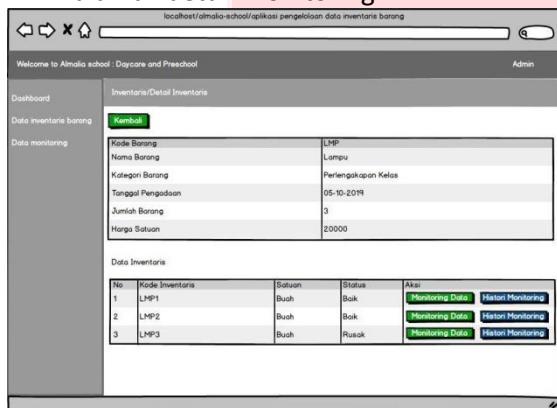 localhost/almalia-school/aplikasi pengelolaan data inventaris barang
Welcome to Almalia school : Daycare and Preschool
Admin
Dashboard
Data inventaris barang
Data monitoring
Inventaris/Detail Inventaris
Kembali
Kode Barang LMP
Nama Barang Lampu
Kategori Barang Perlengakapan Kelas
Tanggal Pengadaan 05-10-2019
Jumlah Barang 3
Harga Satuan 20000
Data Inventaris
No Kode Inventaris Satuan Status Aksi
1 LMP1 Buah Baik Monitoring Data Histori Monitoring
2 LMP2 Buah Baik Monitoring Data Histori Monitoring
3 LMP3 Buah Rusak Monitoring Data Histori Monitoring